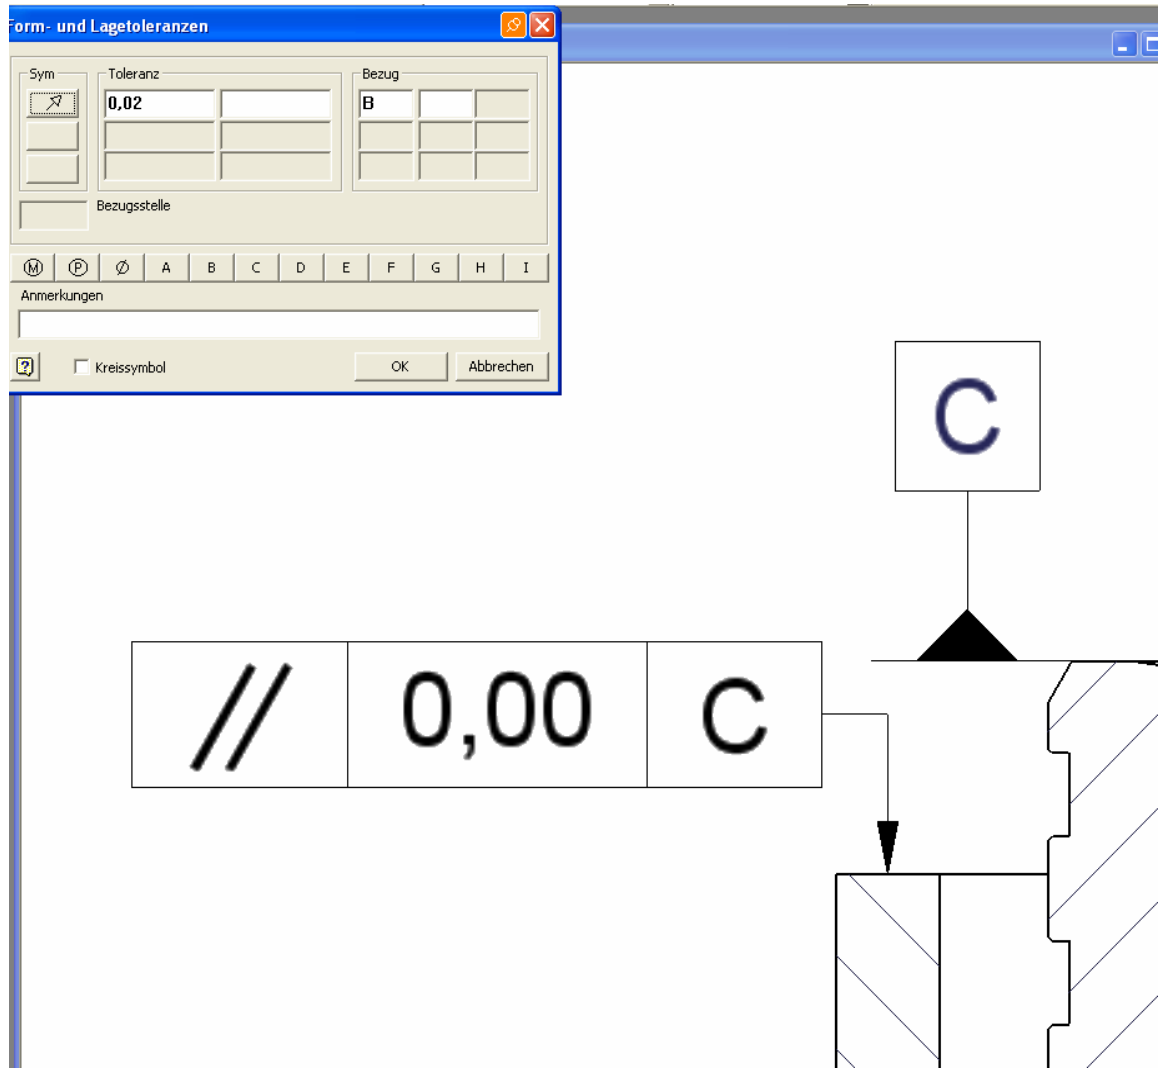 Form- und Lagetoleranzen
Sym Toleranz Bezug
0,02 B
Bezugsstelle
Ⓜ Ⓟ ∅ A B C D E F G H I
Anmerkungen
Kreissymbol OK Abbrechen
C
// 0,00 C